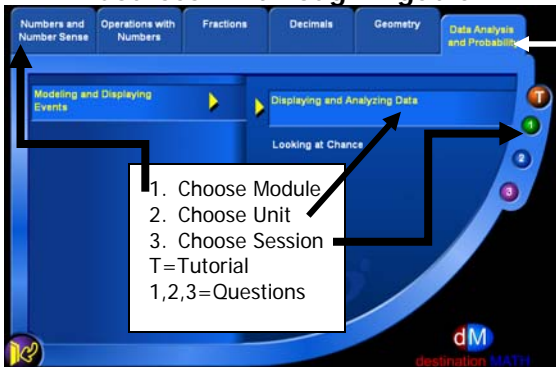 Numbers and
Number Sense
Operations with
Numbers
Fractions
Decimals
Geometry
Data Analysis
and Probability
Modeling and Displaying
Events
Displaying and Analyzing Data
Looking at Chance
T
1
2
3
1. Choose Module
2. Choose Unit
3. Choose Session
T=Tutorial
1,2,3=Questions
dM
destination MATH